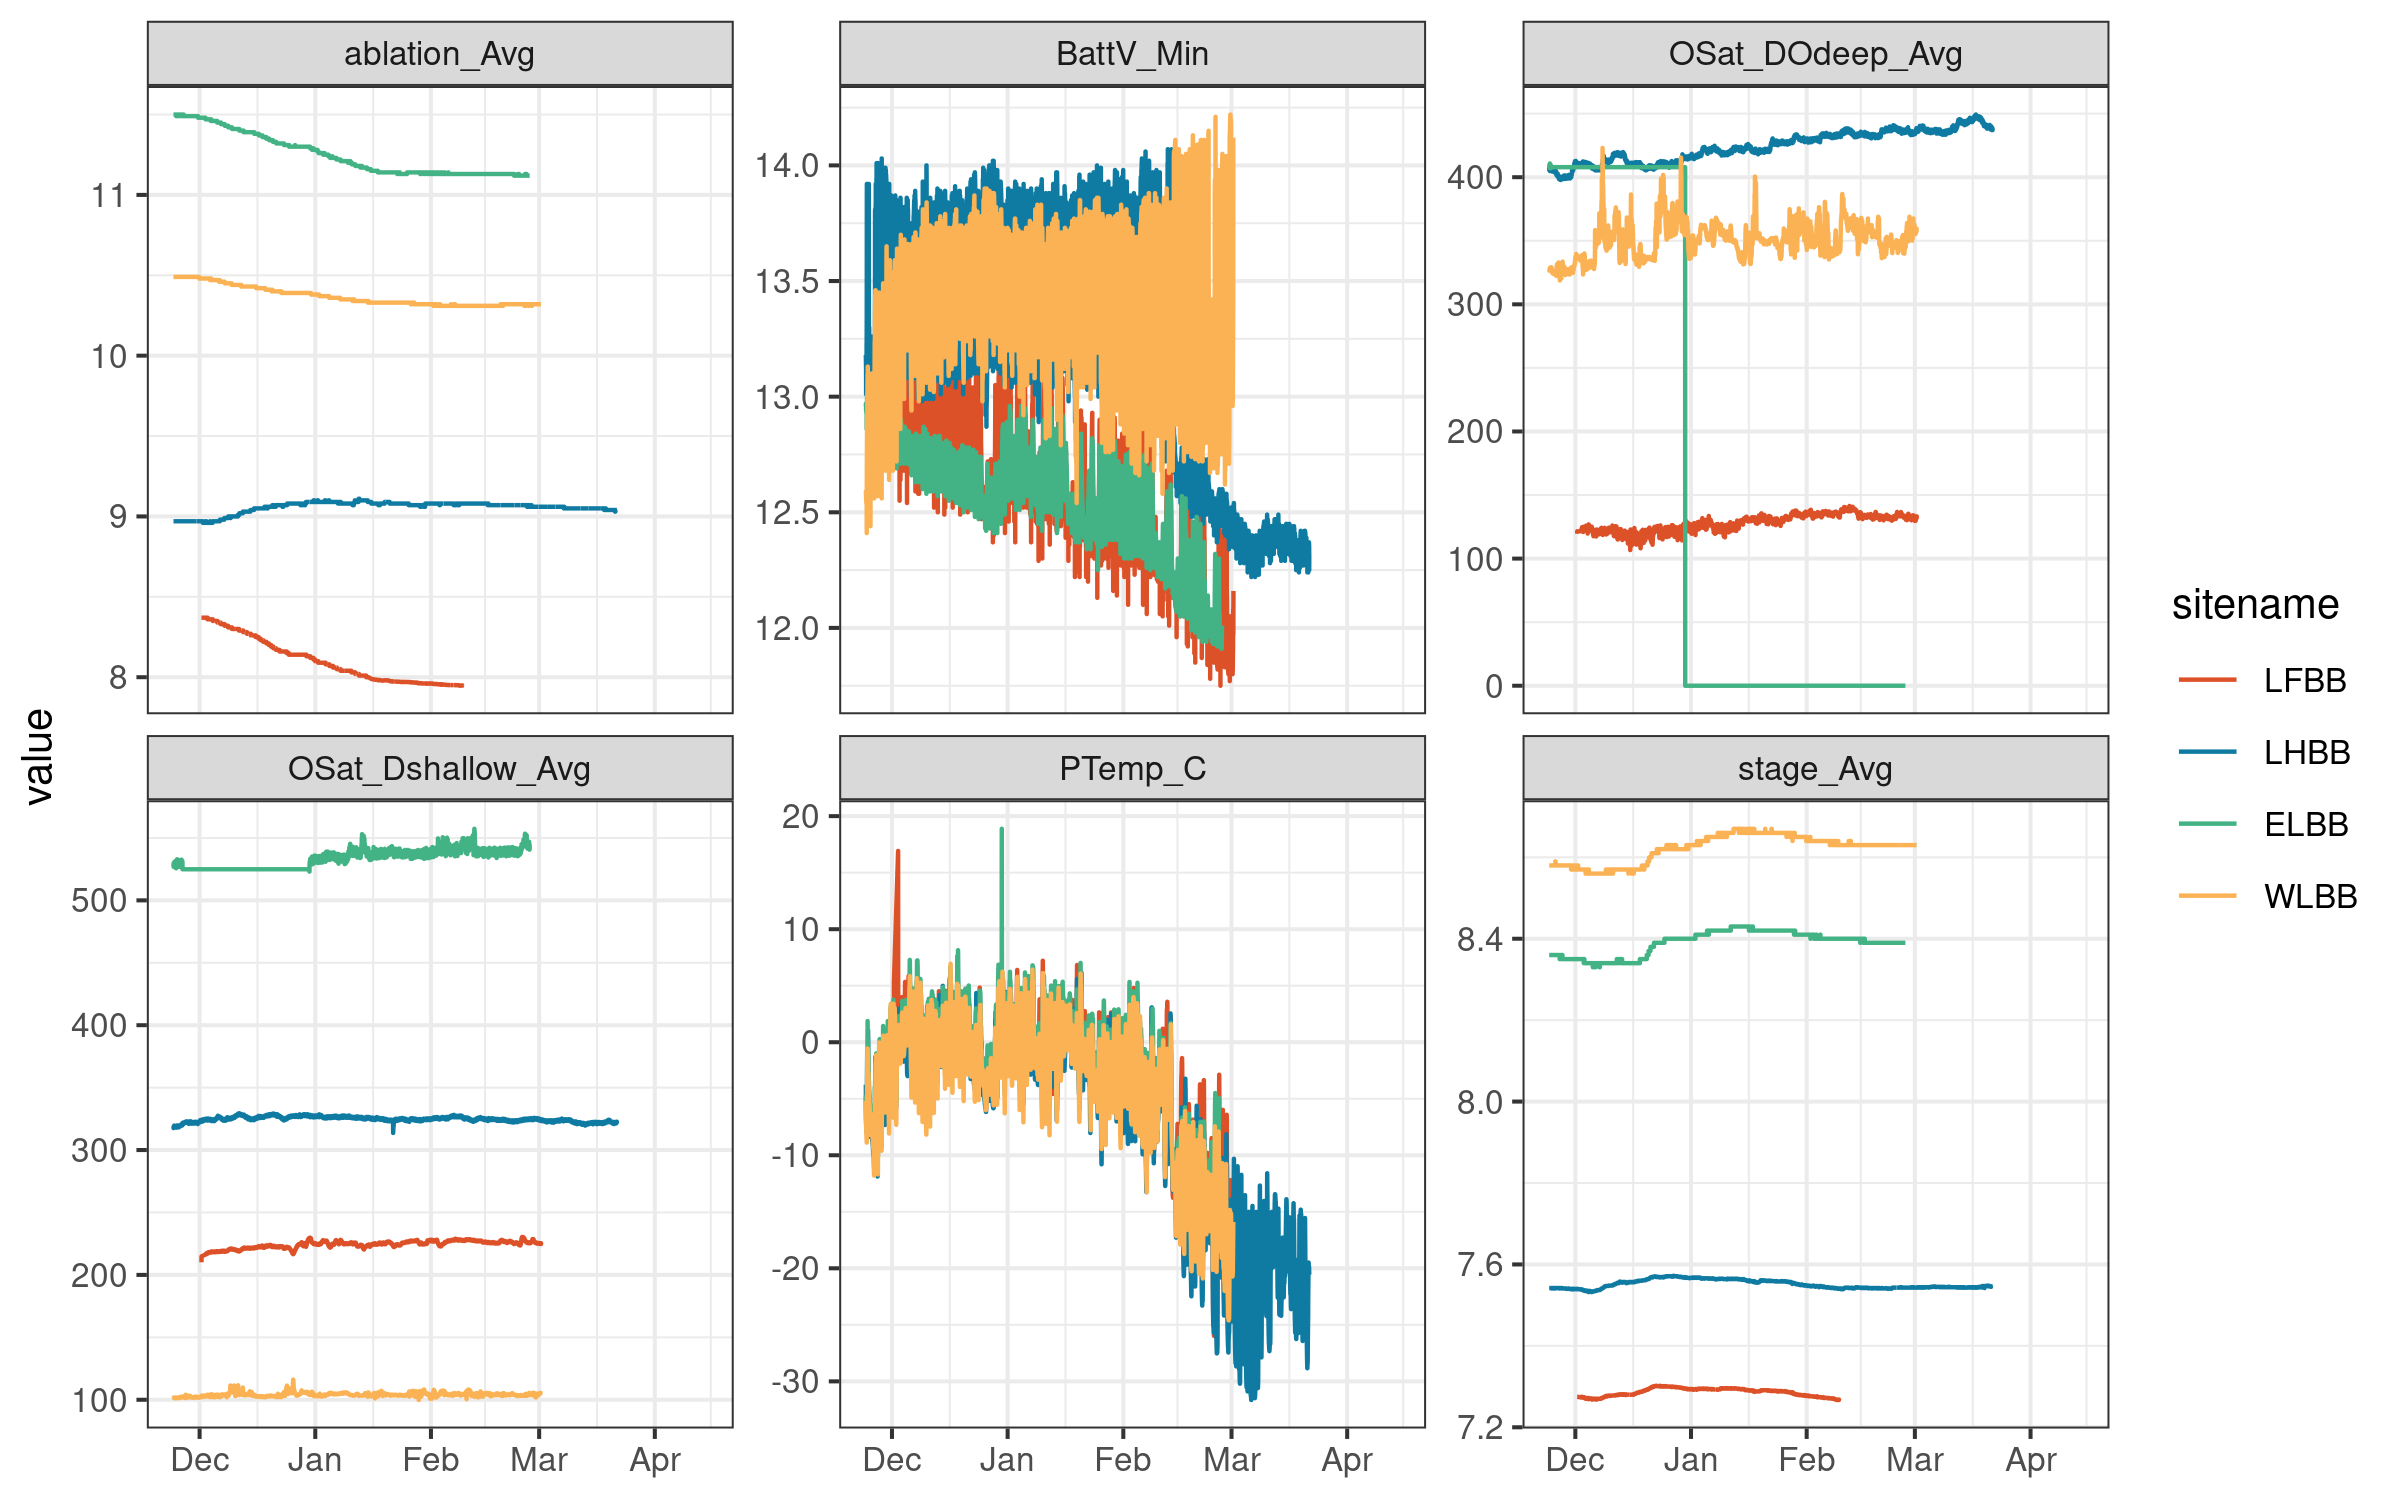 ablation_Avg
BattV_Min
OSat_DOdeep_Avg
11
10
9
8
14.0
13.5
13.0
12.5
12.0
400
300
200
100
0
value
OSat_Dshallow_Avg
PTemp_C
stage_Avg
500
400
300
200
100
20
10
0
-10
-20
-30
8.4
8.0
7.6
7.2
Dec Jan Feb Mar Apr
Dec Jan Feb Mar Apr
Dec Jan Feb Mar Apr
sitename
LFBB
LHBB
ELBB
WLBB